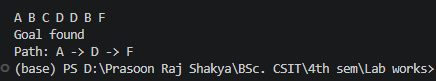 A B C D D B F
Goal found
Path: A -> D -> F
(base) PS D:\Prasoon Raj Shakya\BSc. CSIT\4th sem\Lab works>